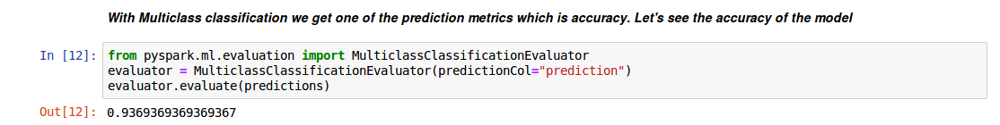 With Multiclass classification we get one of the prediction metrics which is accuracy. Let's see the accuracy of the model
In [12]: from pyspark.ml.evaluation import MulticlassClassificationEvaluator
evaluator = MulticlassClassificationEvaluator(predictionCol="prediction")
evaluator.evaluate(predictions)
Out[12]: 0.9369369369369367